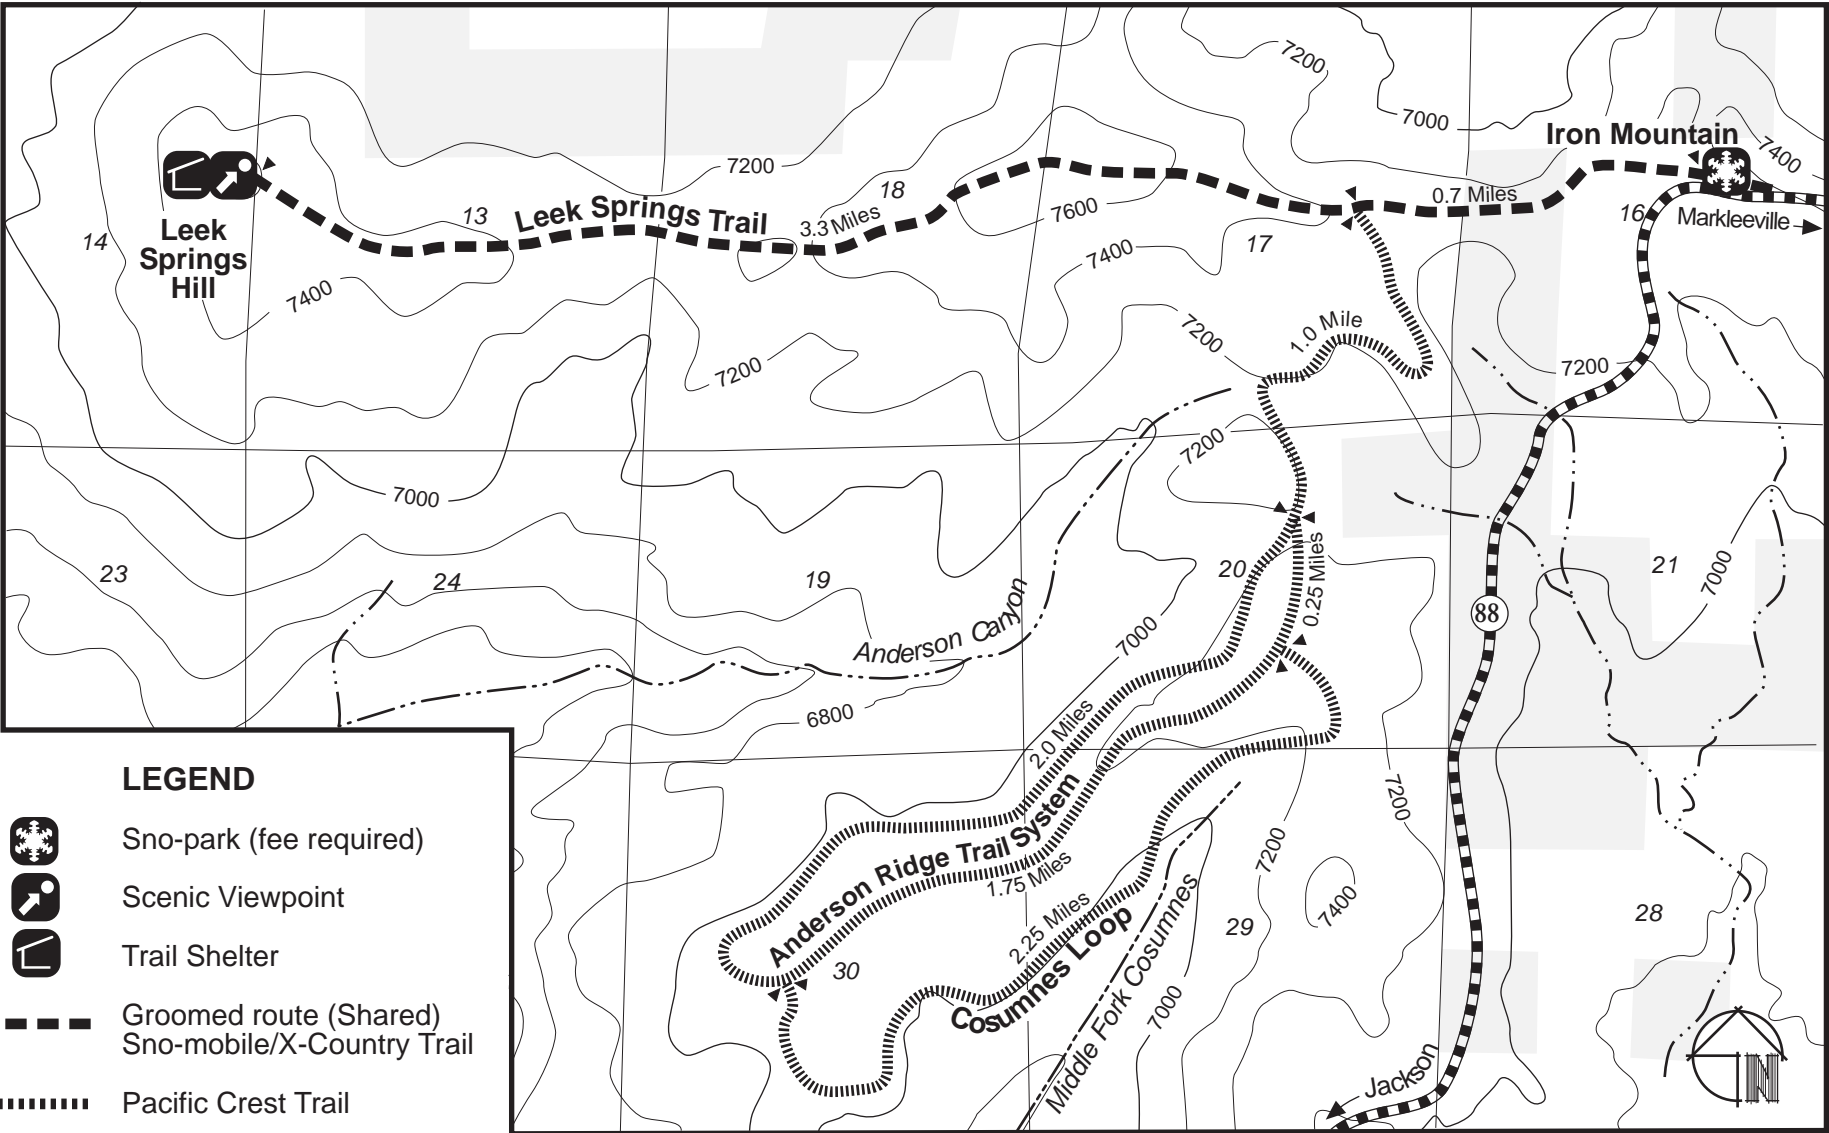 7200
7000
Iron Mountain
7400
7200
18
0.7 Miles
13
Leek Springs Trail
3.3 Miles
7600
16
Markleeville
14
Leek
Springs
Hill
17
7400
7400
1.0 Mile
7200
7200
7200
7200
7000
23
24
19
20
0.25 Miles
21
7000
88
Anderson Canyon
7000
6800
2.0 Miles
7200
7200
Anderson Ridge Trail System
1.75 Miles
2.25 Miles
Cosumnes Loop
Middle Fork Cosumnes
7400
29
28
30
7000
Jackson
N
LEGEND
Sno-park (fee required)
Scenic Viewpoint
Trail Shelter
Groomed route (Shared)
Sno-mobile/X-Country Trail
Pacific Crest Trail